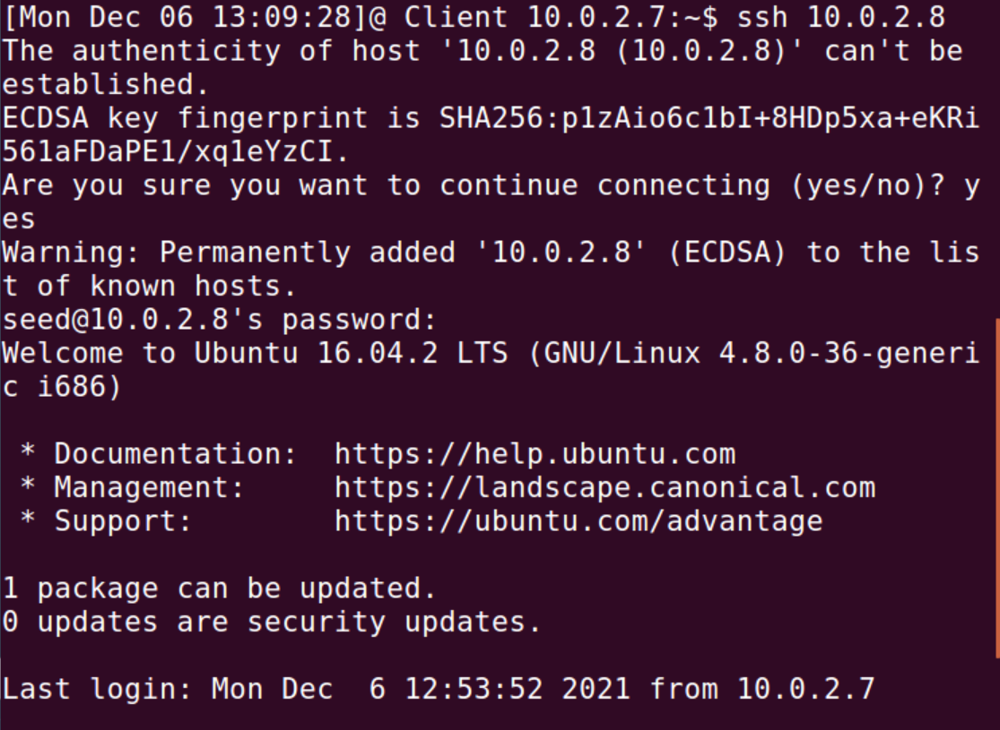 [Mon Dec 06 13:09:28]@ Client 10.0.2.7:~$ ssh 10.0.2.8
The authenticity of host '10.0.2.8 (10.0.2.8)' can't be
established.
ECDSA key fingerprint is SHA256:p1zAio6c1bI+8HDp5xa+eKRi
561aFDaPE1/xq1eYzCI.
Are you sure you want to continue connecting (yes/no)? y
es
Warning: Permanently added '10.0.2.8' (ECDSA) to the lis
t of known hosts.
seed@10.0.2.8's password:
Welcome to Ubuntu 16.04.2 LTS (GNU/Linux 4.8.0-36-generi
c i686)

 * Documentation:  https://help.ubuntu.com
 * Management:     https://landscape.canonical.com
 * Support:        https://ubuntu.com/advantage

1 package can be updated.
0 updates are security updates.

Last login: Mon Dec  6 12:53:52 2021 from 10.0.2.7